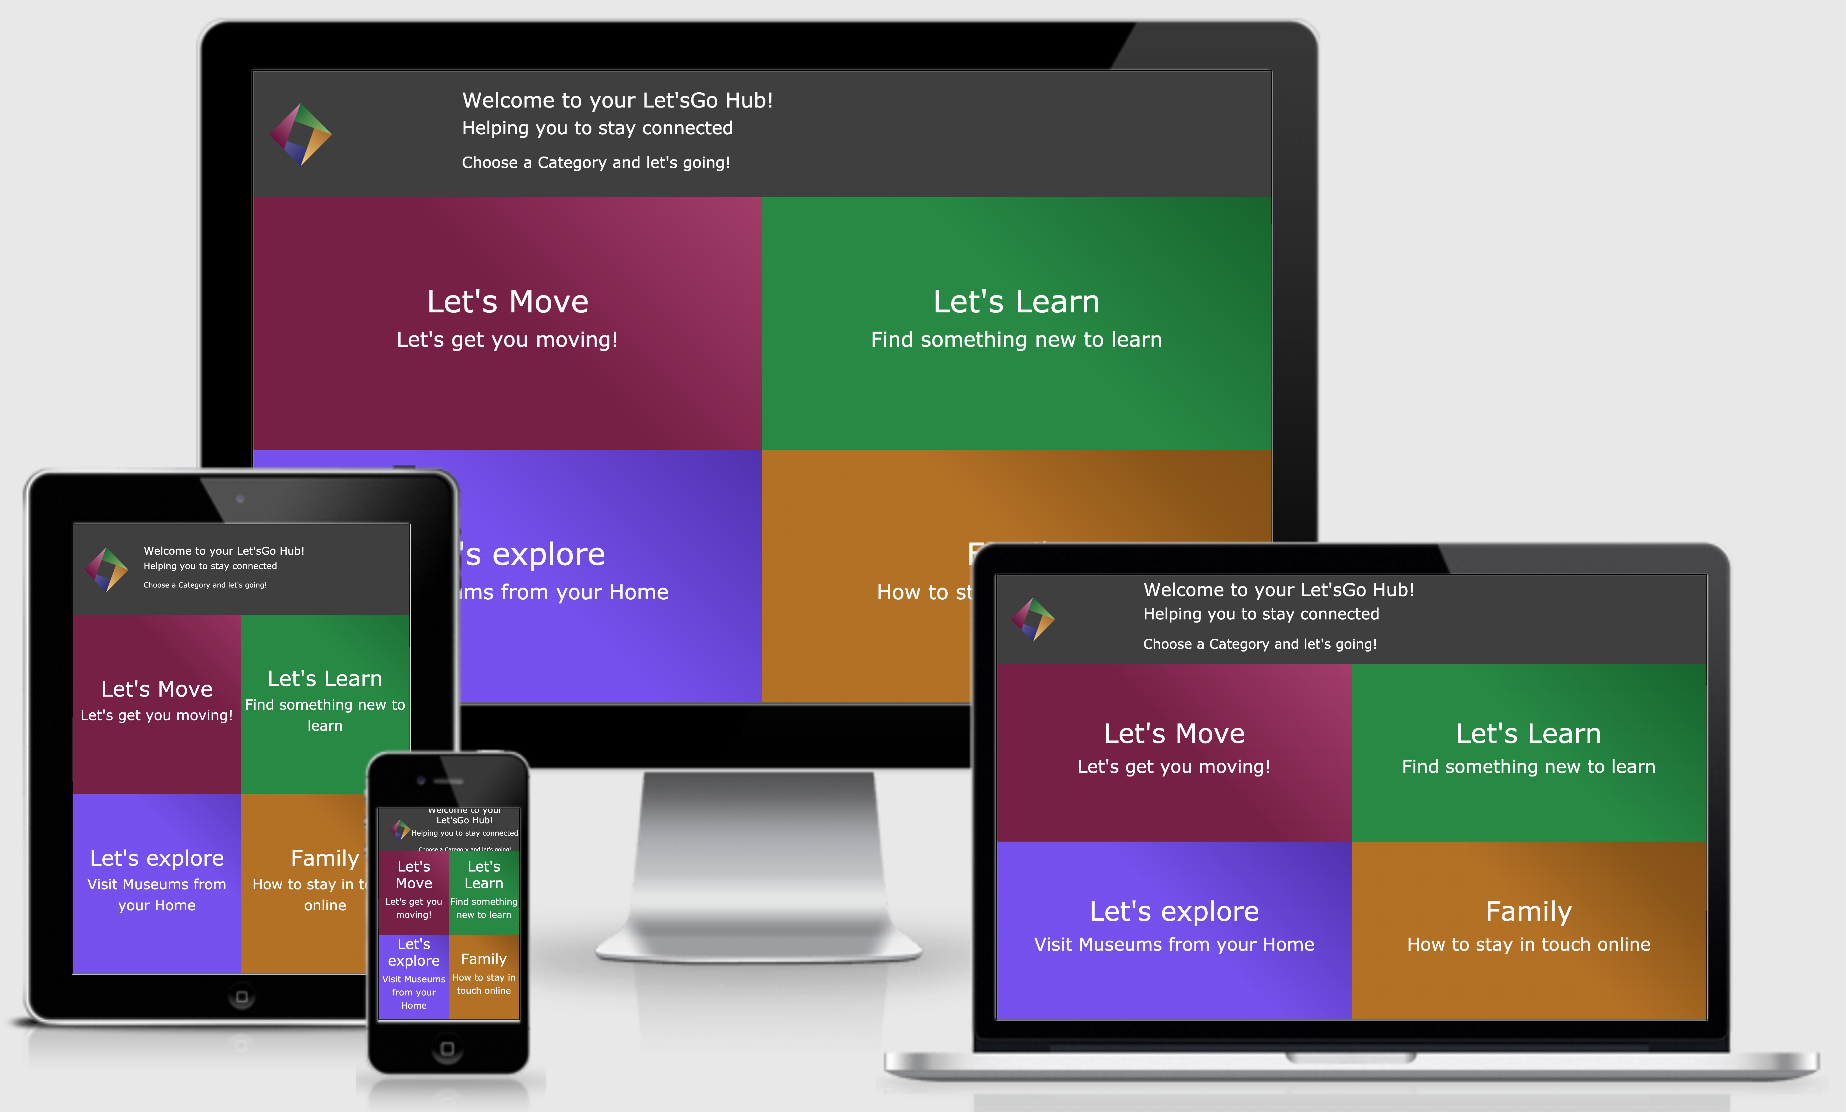 Welcome to your Let'sGo Hub!
Helping you to stay connected
Choose a Category and let's going!
Let's Move
Let's get you moving!
Let's Learn
Find something new to learn
's explore
from your Home
How to
Welcome to your Let'sGo Hub!
Helping you to stay connected
Choose a Category and let's going!
Let's Move
Let's get you moving!
Let's Learn
Find something new to
learn
Let's explore
Visit Museums from
your Home
Family
How to stay in
online
Welcome to your
Let'sGo Hub!
Helping you to stay connected
Choose a Category and let's going!
Let's
Move
Let's get you
moving!
Let's
Learn
Find something
new to learn
Let's
explore
Visit Museums
from your
Home
Family
How to stay in
touch online
Welcome to your Let'sGo Hub!
Helping you to stay connected
Choose a Category and let's going!
Let's Move
Let's get you moving!
Let's Learn
Find something new to learn
Let's explore
Visit Museums from your Home
Family
How to stay in touch online